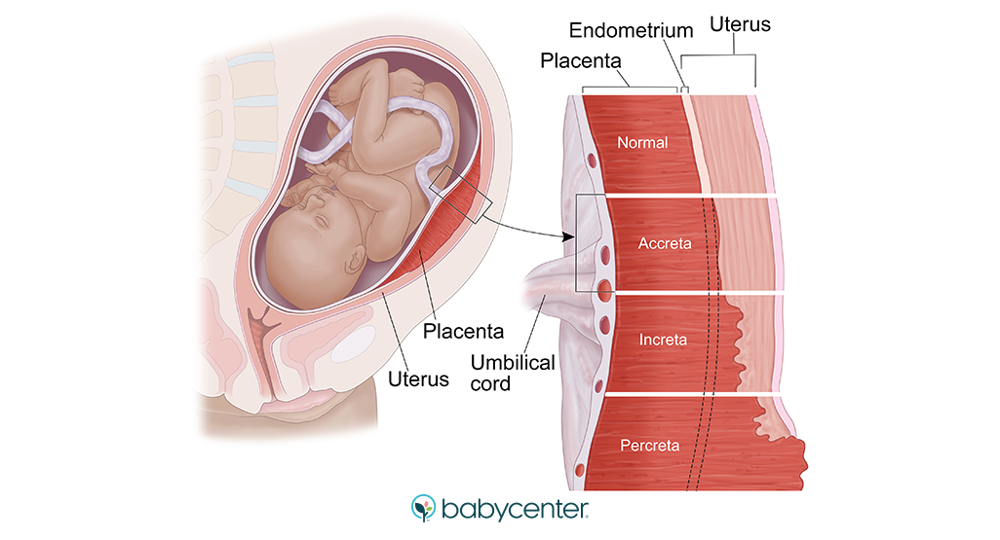 Endometrium
Uterus
Placenta
Normal
Accreta
Increta
Percreta
Placenta
Uterus
Umbilical
cord
babycenter